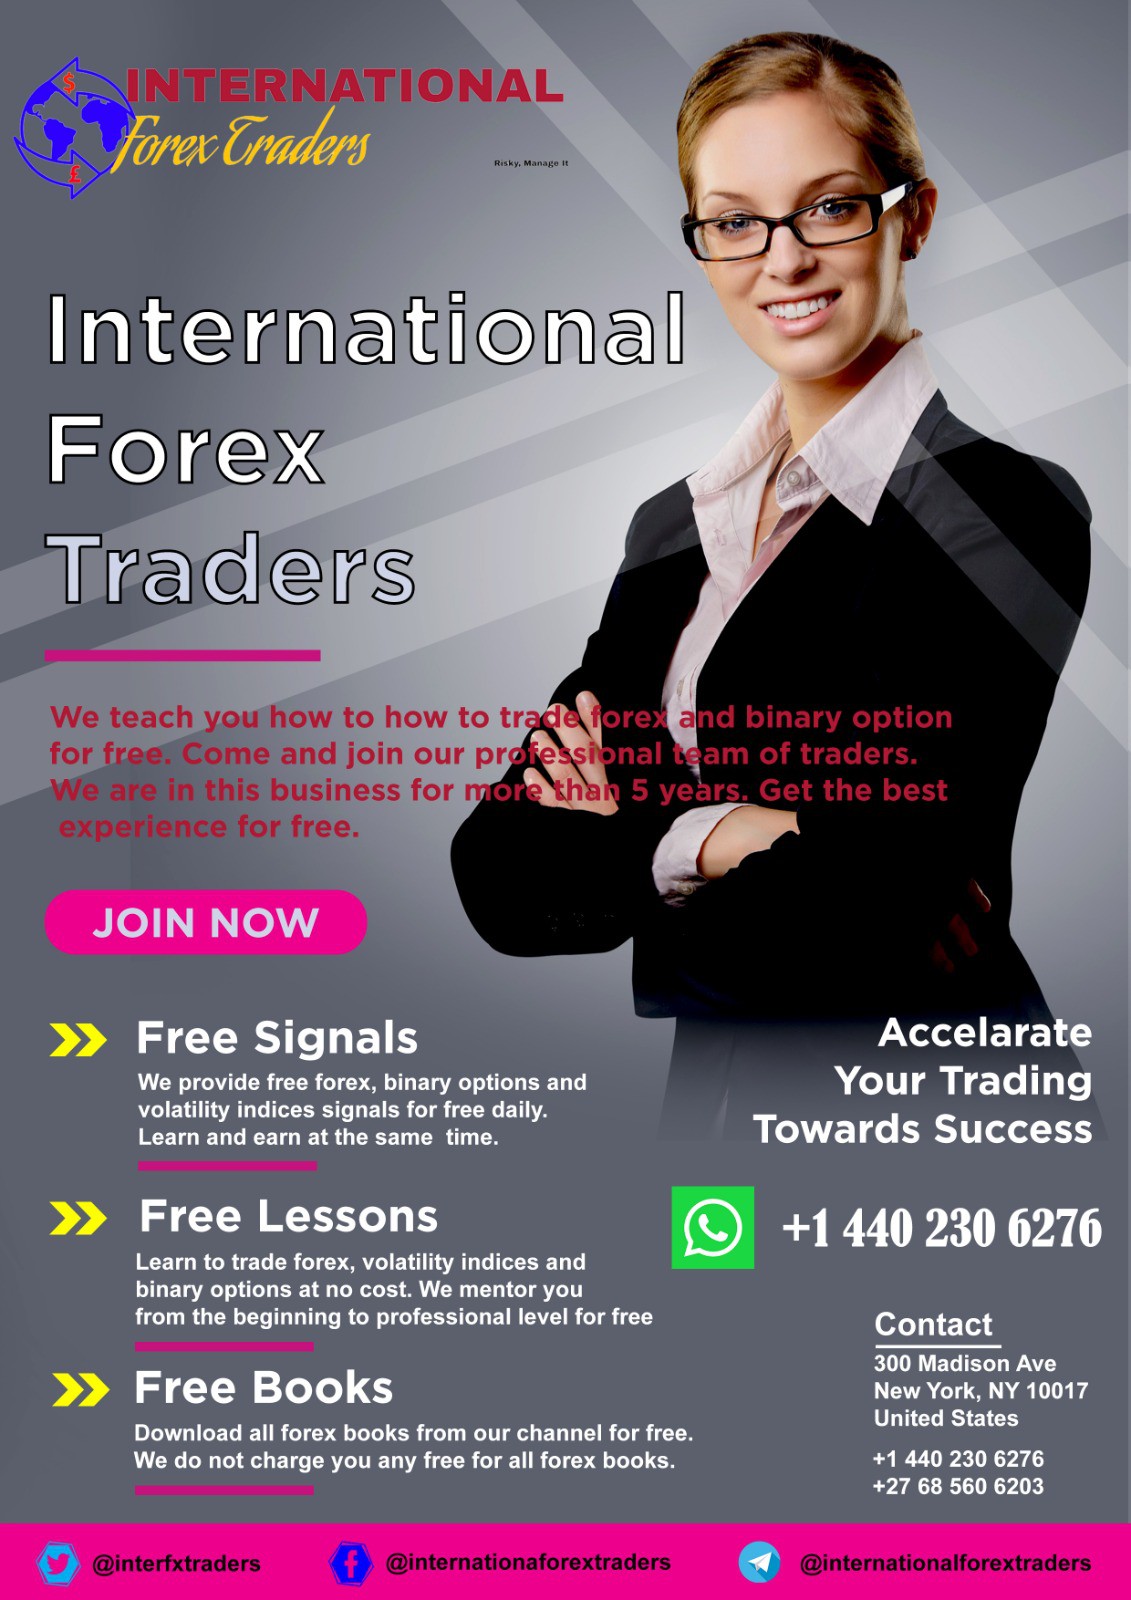 $
INTERNATIONAL
Forex Traders
£
Risky, Manage It
International
Forex
Traders
We teach you how to how to trade forex and binary option
for free. Come and join our professional team of traders.
We are in this business for more than 5 years. Get the best
experience for free.
JOIN NOW
Free Signals
We provide free forex, binary options and
volatility indices signals for free daily.
Learn and earn at the same time.
Free Lessons
Learn to trade forex, volatility indices and
binary options at no cost. We mentor you
from the beginning to professional level for free
Free Books
Download all forex books from our channel for free.
We do not charge you any free for all forex books.
Accelarate
Your Trading
Towards Success
+1 440 230 6276
Contact
300 Madison Ave
New York, NY 10017
United States
+1 440 230 6276
+27 68 560 6203
@interfxtraders
@internationaforextraders
@internationalforextraders